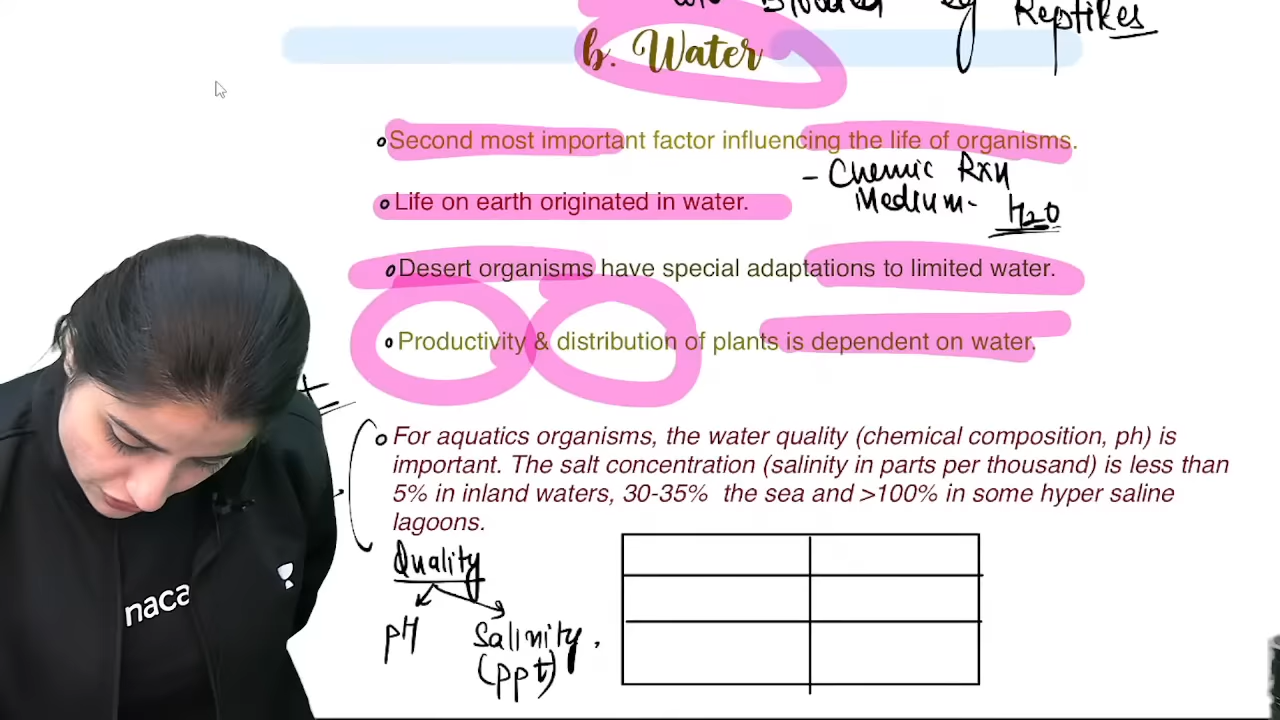 by Reptiles
b. Water
Second most important factor influencing the life of organisms.
- Chemic Rxn
Medium-
H2O
Life on earth originated in water.
Desert organisms have special adaptations to limited water.
Productivity & distribution of plants is dependent on water.
For aquatics organisms, the water quality (chemical composition, ph) is
important. The salt concentration (salinity in parts per thousand) is less than
5% in inland waters, 30-35% the sea and >100% in some hyper saline
lagoons.
Quality
pH
Salinity.
(ppt)
naca